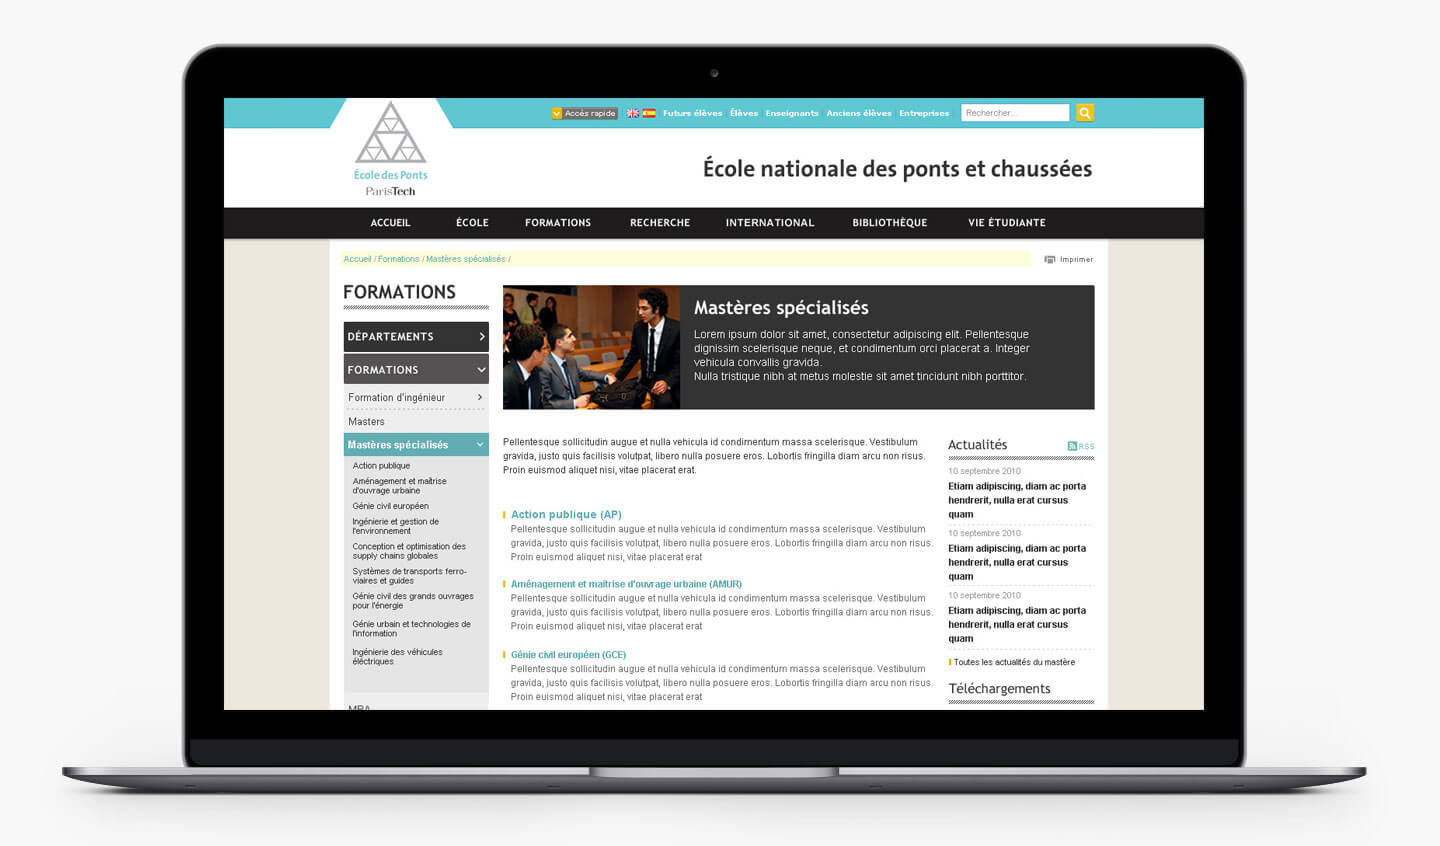 Accès rapide
Futurs élèves
Élèves
Enseignants
Anciens élèves
Entreprises
Rechercher...
École des Ponts
ParisTech
École nationale des ponts et chaussées
ACCUEIL
ÉCOLE
FORMATIONS
RECHERCHE
INTERNATIONAL
BIBLIOTHÈQUE
VIE ÉTUDIANTE
Accueil / Formations / Mastères spécialisés /
Imprimer
FORMATIONS
DÉPARTEMENTS
FORMATIONS
Formation d'ingénieur
Masters
Mastères spécialisés
Action publique
Aménagement et maîtrise
d'ouvrage urbaine
Génie civil européen
Ingénierie et gestion de
l'environnement
Conception et optimisation des
supply chains globales
Systèmes de transports ferro-
viaires et guides
Génie civil des grands ouvrages
pour l'énergie
Génie urbain et technologies de
l'information
Ingénierie des véhicules
éléctriques
MBA
Mastères spécialisés
Lorem ipsum dolor sit amet, consectetur adipiscing elit. Pellentesque
dignissim scelerisque neque, et condimentum orci placerat a. Integer
vehicula convallis gravida.
Nulla tristique nibh at metus molestie sit amet tincidunt nibh porttitor.
Pellentesque sollicitudin augue et nulla vehicula id condimentum massa scelerisque. Vestibulum
gravida, justo quis facilisis volutpat, libero nulla posuere eros. Lobortis fringilla diam arcu non risus.
Proin euismod aliquet nisi, vitae placerat erat.
Action publique (AP)
Pellentesque sollicitudin augue et nulla vehicula id condimentum massa scelerisque. Vestibulum
gravida, justo quis facilisis volutpat, libero nulla posuere eros. Lobortis fringilla diam arcu non risus.
Proin euismod aliquet nisi, vitae placerat erat
Aménagement et maîtrise d'ouvrage urbaine (AMUR)
Pellentesque sollicitudin augue et nulla vehicula id condimentum massa scelerisque. Vestibulum
gravida, justo quis facilisis volutpat, libero nulla posuere eros. Lobortis fringilla diam arcu non risus.
Proin euismod aliquet nisi, vitae placerat erat
Génie civil européen (GCE)
Pellentesque sollicitudin augue et nulla vehicula id condimentum massa scelerisque. Vestibulum
gravida, justo quis facilisis volutpat, libero nulla posuere eros. Lobortis fringilla diam arcu non risus.
Proin euismod aliquet nisi, vitae placerat erat
Actualités
RSS
10 septembre 2010
Etiam adipiscing, diam ac porta
hendrerit, nulla erat cursus
quam
10 septembre 2010
Etiam adipiscing, diam ac porta
hendrerit, nulla erat cursus
quam
10 septembre 2010
Etiam adipiscing, diam ac porta
hendrerit, nulla erat cursus
quam
Toutes les actualités du mastère
Téléchargements